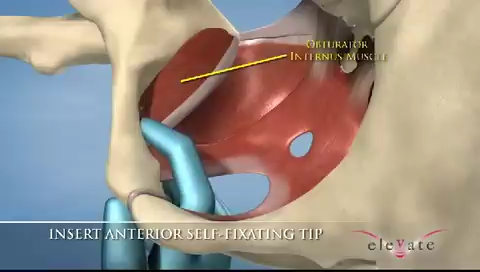 OBTURATOR
INTERNUS MUSCLE
INSERT ANTERIOR SELF-FIXATING TIP
elevate